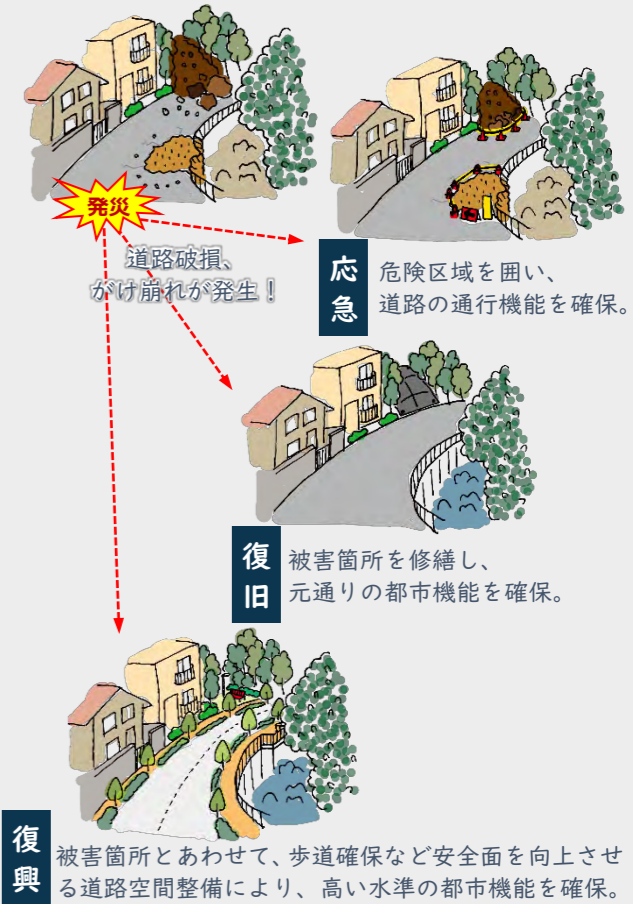 発災
道路破損、
がけ崩れが発生！
応急
危険区域を囲い、
道路の通行機能を確保。
復旧
被害箇所を修繕し、
元通りの都市機能を確保。
復興
被害箇所とあわせて、歩道確保など安全面を向上させ
る道路空間整備により、高い水準の都市機能を確保。